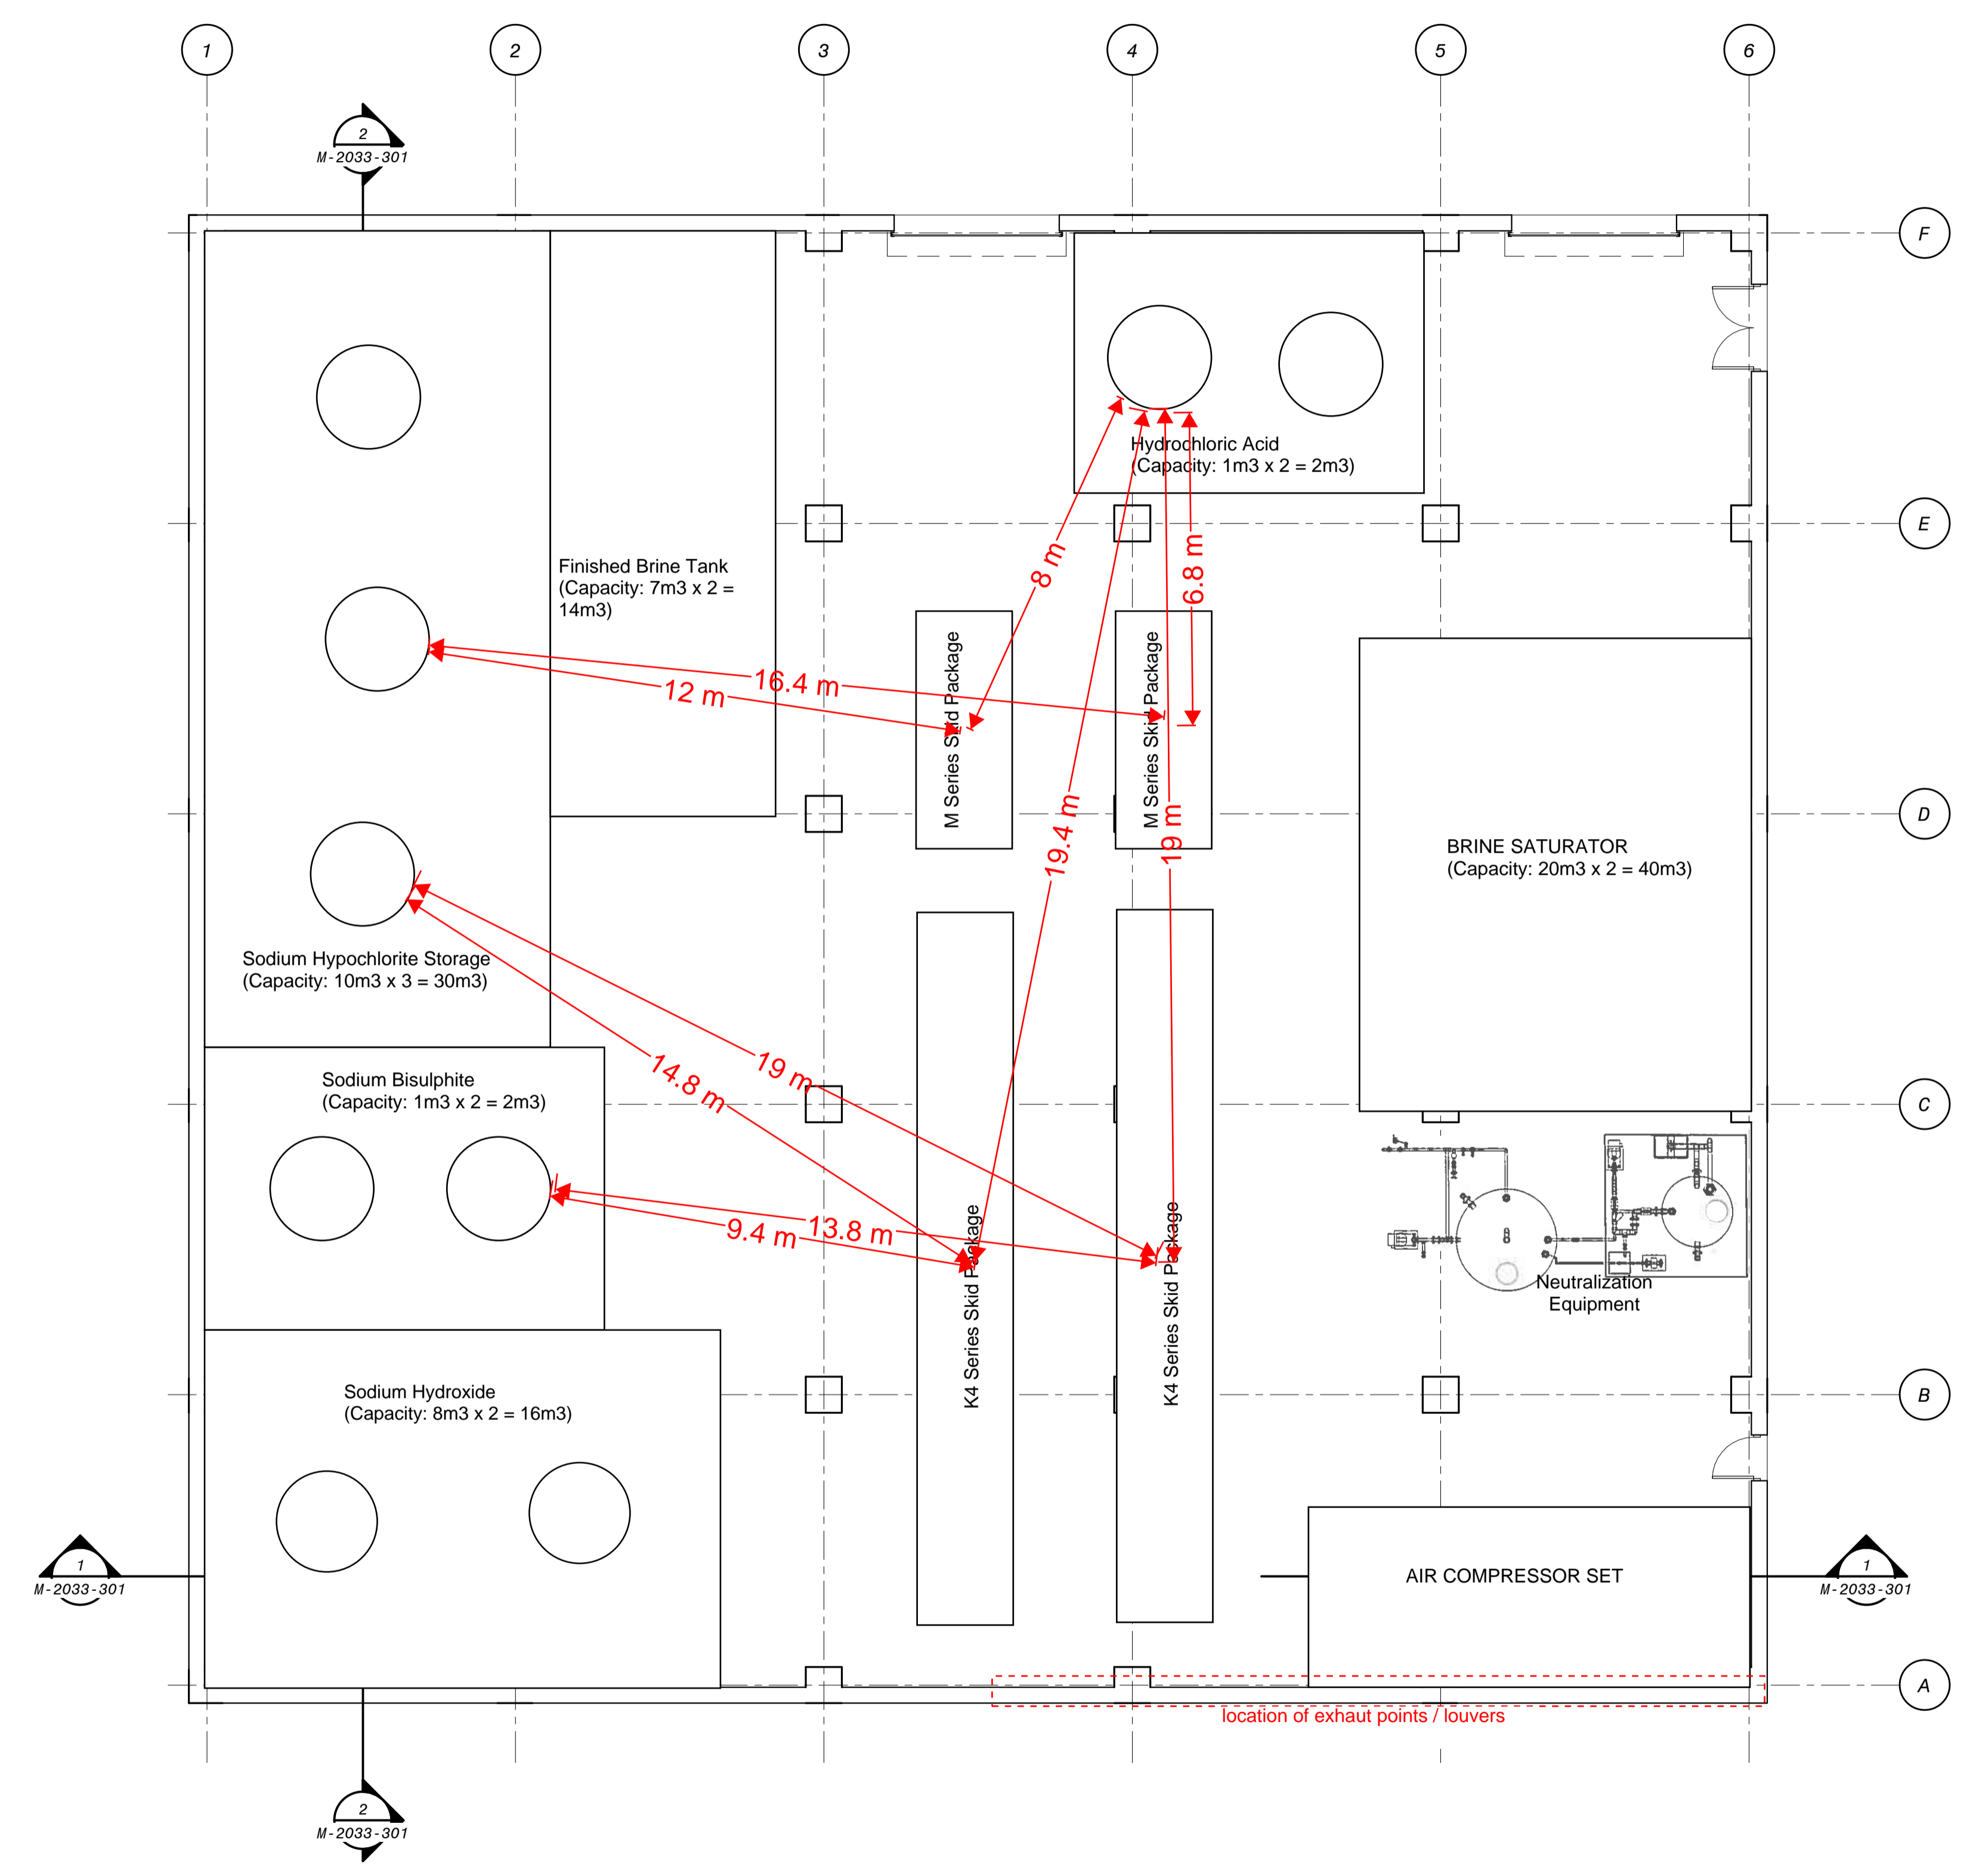 1
2
3
4
5
6
2
M-2033-301
F
Hydrochloric Acid
(Capacity: 1m3 x 2 = 2m3)
E
8 m
6.8 m
Finished Brine Tank
(Capacity: 7m3 x 2 =
14m3)
M Series Skid Package
M Series Skid Package
16.4 m
12 m
D
19.4 m
19 m
BRINE SATURATOR
(Capacity: 20m3 x 2 = 40m3)
Sodium Hypochlorite Storage
(Capacity: 10m3 x 3 = 30m3)
19 m
14.8 m
Sodium Bisulphite
(Capacity: 1m3 x 2 = 2m3)
C
13.8 m
9.4 m
K4 Series Skid Package
K4 Series Skid Package
Neutralization
Equipment
Sodium Hydroxide
(Capacity: 8m3 x 2 = 16m3)
B
1
M-2033-301
AIR COMPRESSOR SET
1
M-2033-301
A
location of exhaut points / louvers
2
M-2033-301